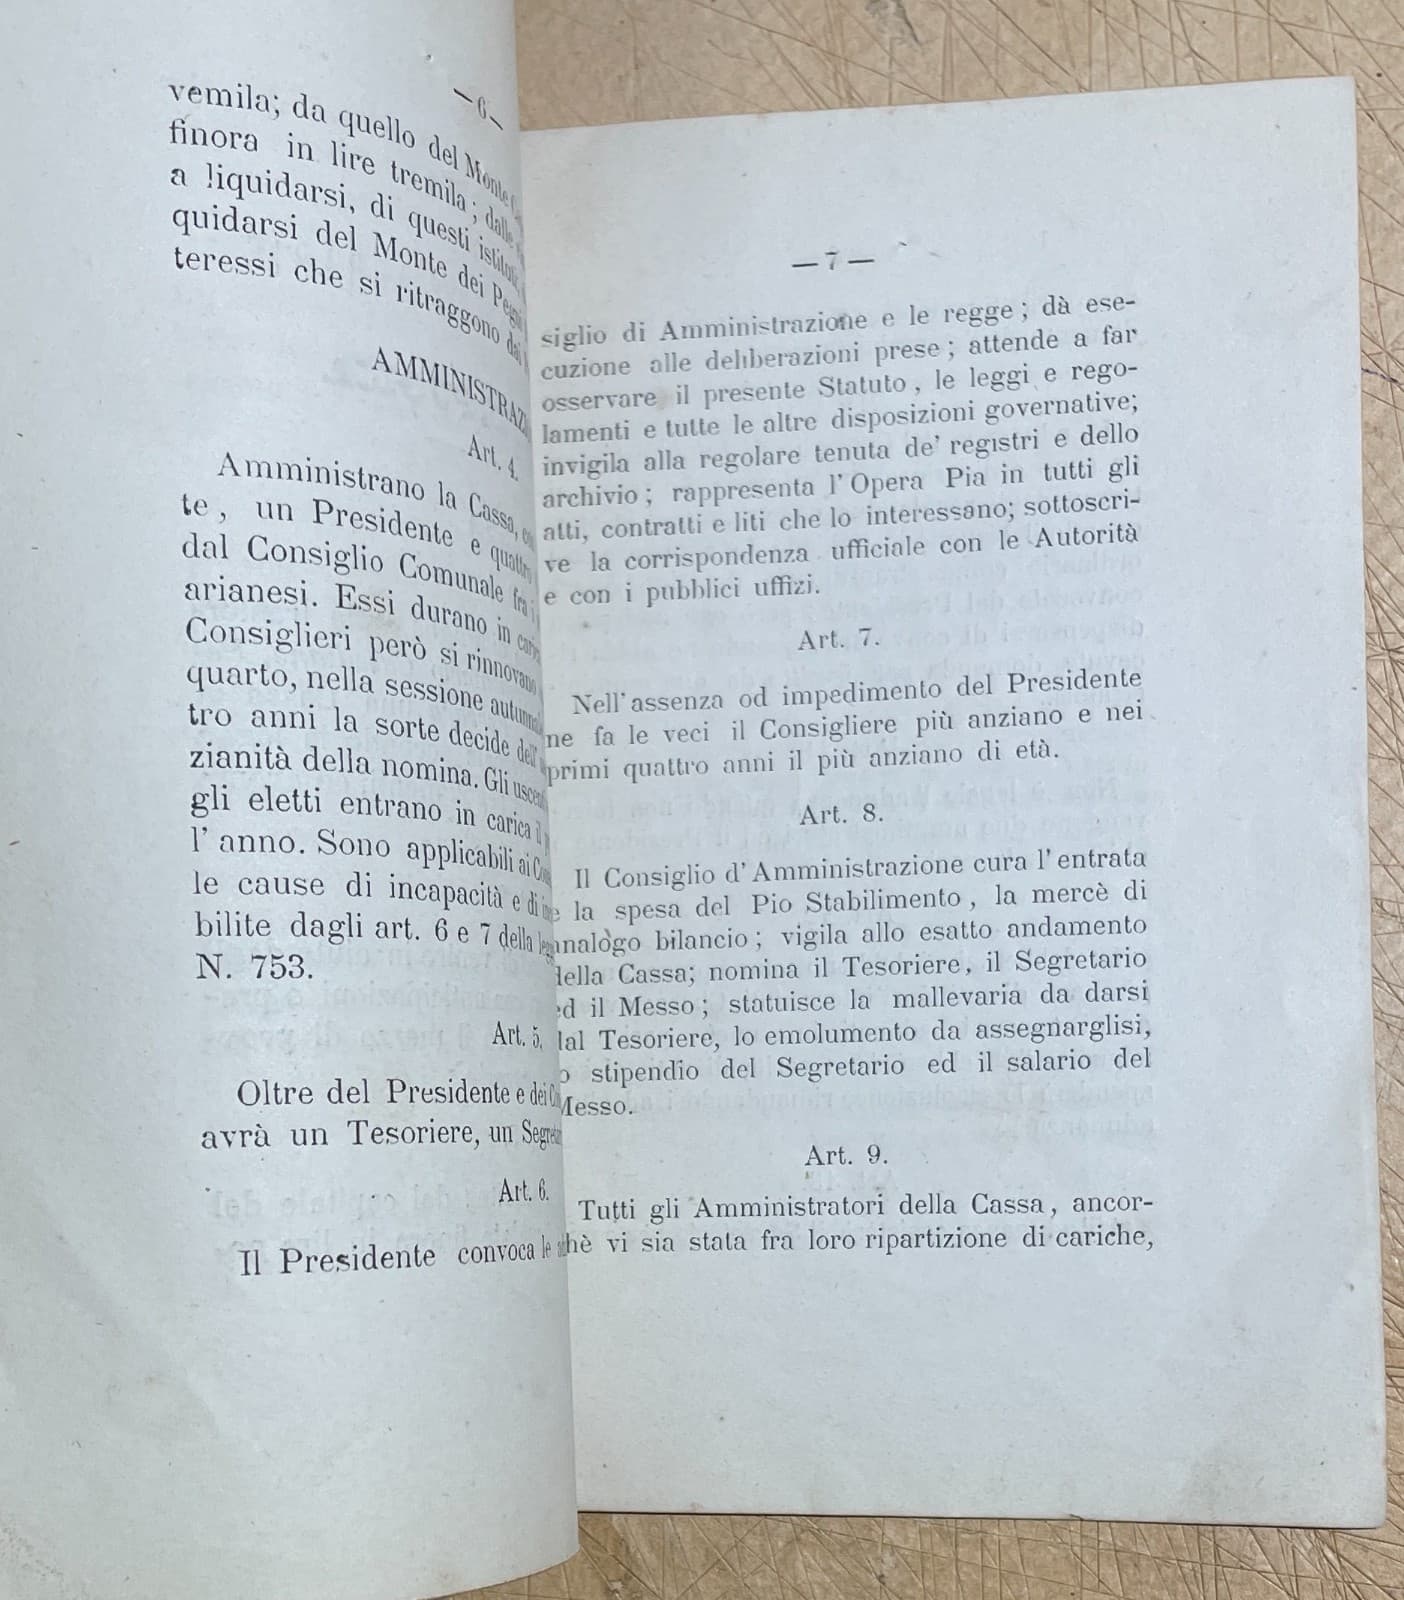 — 6 —
vemila; da quello del Monte
finora in lire tremila; dalle
a liquidarsi, di questi
quidarsi del Monte dei
teressi che si ritraggono dai
Art. 4.
Amministrano la Cassa,
te, un Presidente e quattro
dal Consiglio Comunale fra i
arianesi. Essi durano in
Consiglieri però si rinnovano
quarto, nella sessione
tro anni la sorte decide
zianità della nomina. Gli
gli eletti entrano in carica il
l' anno. Sono applicabili ai
le cause di incapacità e di
bilite dagli art. 6 e 7 della
N. 753.
Art. 5.
Oltre del Presidente e dei
avrà un Tesoriere, un
Art. 6.
Il Presidente convoca le
— 7 —
siglio di Amministrazione e le regge; dà ese-
cuzione alle deliberazioni prese; attende a far
osservare il presente Statuto, le leggi e rego-
lamenti e tutte le altre disposizioni governative;
invigila alla regolare tenuta de' registri e dello
archivio; rappresenta l' Opera Pia in tutti gli
atti, contratti e liti che lo interessano; sottoscri-
ve la corrispondenza ufficiale con le Autorità
e con i pubblici uffizi.
Art. 7.
Nell' assenza od impedimento del Presidente
ne fa le veci il Consigliere più anziano e nei
primi quattro anni il più anziano di età.
Art. 8.
Il Consiglio d' Amministrazione cura l' entrata
e la spesa del Pio Stabilimento, la mercè di
analogo bilancio; vigila allo esatto andamento
della Cassa; nomina il Tesoriere, il Segretario
ed il Messo; statuisce la mallevaria da darsi
dal Tesoriere, lo emolumento da assegnarglisi,
o stipendio del Segretario ed il salario del
Messo.
Art. 9.
Tutti gli Amministratori della Cassa, ancor-
chè vi sia stata fra loro ripartizione di cariche,